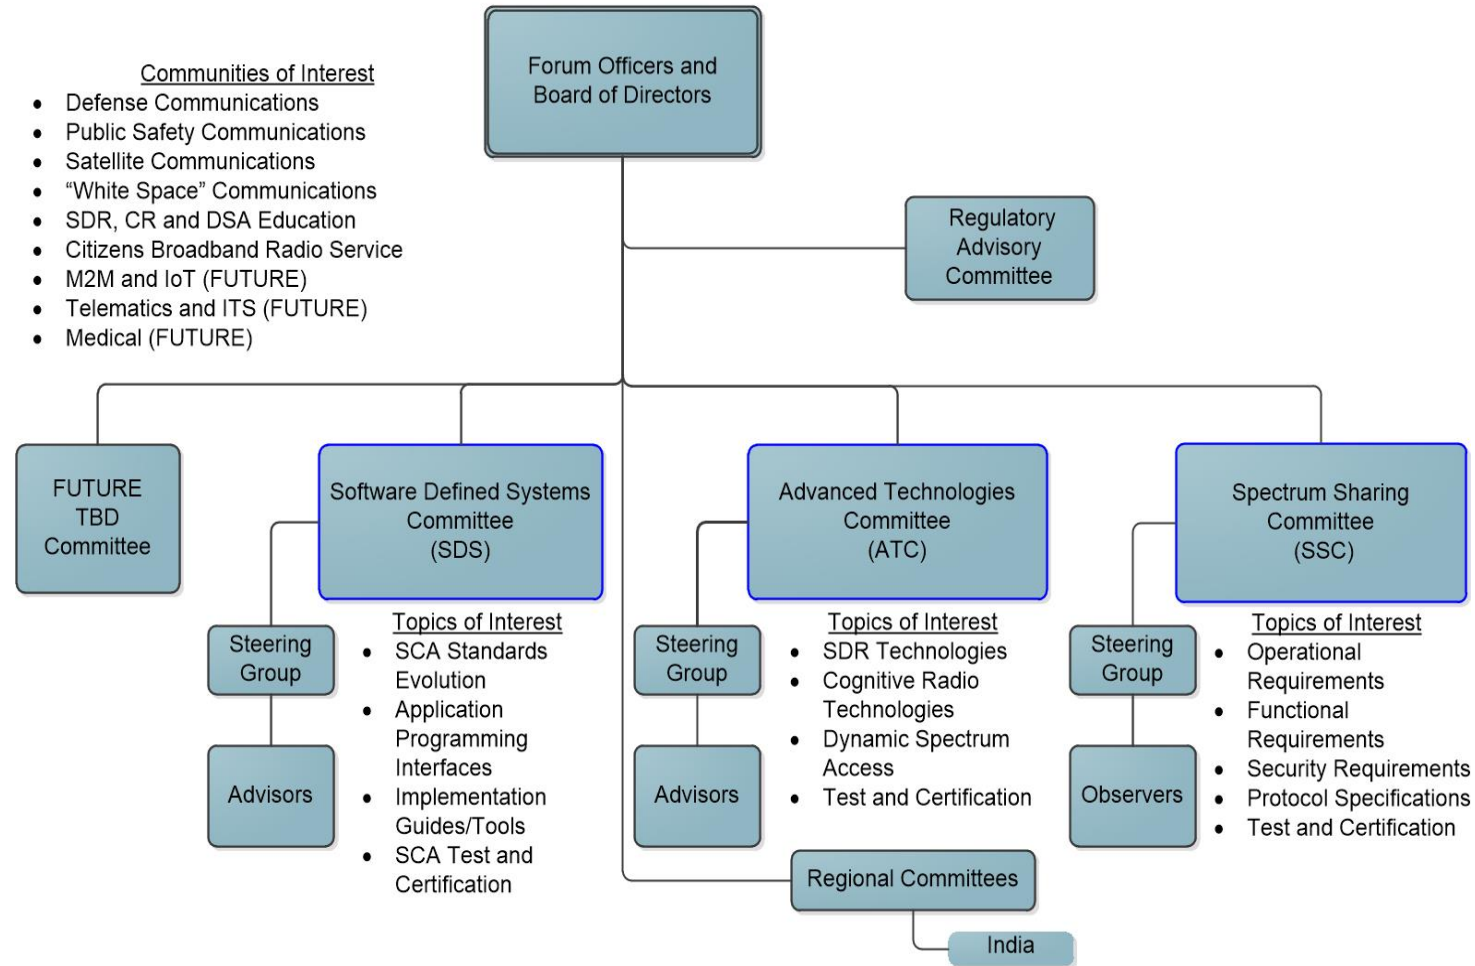 Forum Officers and
Board of Directors
Communities of Interest
• Defense Communications
• Public Safety Communications
• Satellite Communications
• “White Space” Communications
• SDR, CR and DSA Education
• Citizens Broadband Radio Service
• M2M and IoT (FUTURE)
• Telematics and ITS (FUTURE)
• Medical (FUTURE)
Regulatory
Advisory
Committee
FUTURE
TBD
Committee
Software Defined Systems
Committee
(SDS)
Steering
Group
Advisors
Topics of Interest
• SCA Standards
Evolution
• Application
Programming
Interfaces
• Implementation
Guides/Tools
• SCA Test and
Certification
Advanced Technologies
Committee
(ATC)
Steering
Group
Advisors
Topics of Interest
• SDR Technologies
• Cognitive Radio
Technologies
• Dynamic Spectrum
Access
• Test and Certification
Spectrum Sharing
Committee
(SSC)
Steering
Group
Observers
Topics of Interest
• Operational
Requirements
• Functional
Requirements
• Security Requirements
• Protocol Specifications
• Test and Certification
Regional Committees
India